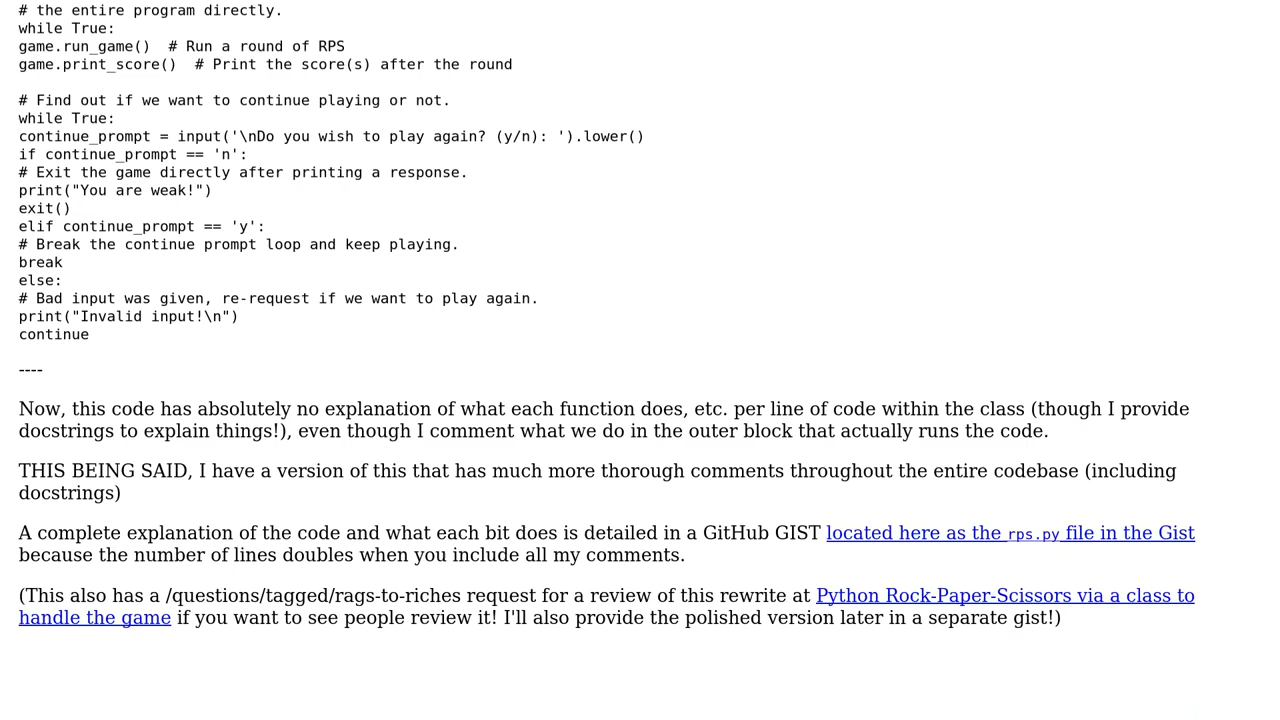 # the entire program directly.
while True:
game.run_game()  # Run a round of RPS
game.print_score()  # Print the score(s) after the round
# Find out if we want to continue playing or not.
while True:
continue_prompt = input('\nDo you wish to play again? (y/n): ').lower()
if continue_prompt == 'n':
# Exit the game directly after printing a response.
print("You are weak!")
exit()
elif continue_prompt == 'y':
# Break the continue prompt loop and keep playing.
break
else:
# Bad input was given, re-request if we want to play again.
print("Invalid input!\n")
continue
----
Now, this code has absolutely no explanation of what each function does, etc. per line of code within the class (though I provide
docstrings to explain things!), even though I comment what we do in the outer block that actually runs the code.
THIS BEING SAID, I have a version of this that has much more thorough comments throughout the entire codebase (including
docstrings)
A complete explanation of the code and what each bit does is detailed in a GitHub GIST located here as the rps.py file in the Gist
because the number of lines doubles when you include all my comments.
(This also has a /questions/tagged/rags-to-riches request for a review of this rewrite at Python Rock-Paper-Scissors via a class to
handle the game if you want to see people review it! I'll also provide the polished version later in a separate gist!)